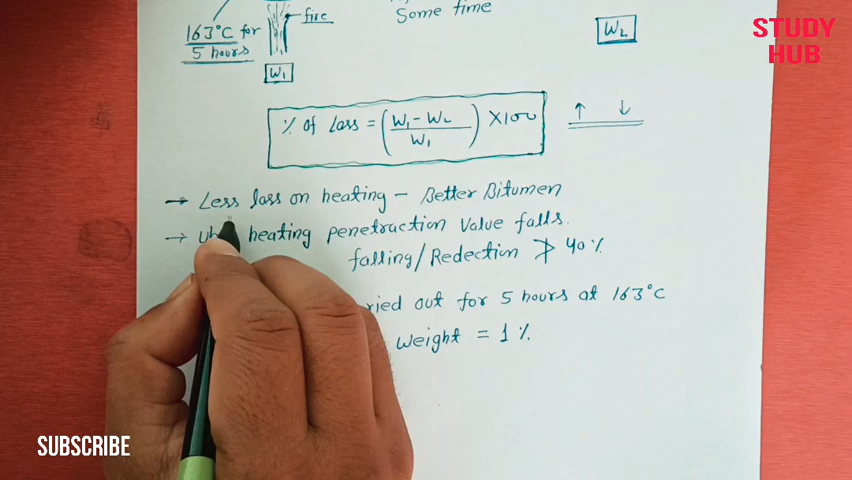 Some time
fire
163°C for
5 hours
W1
W2
STUDY
HUB
% of Loss = (W1 - W2 / W1) X100
→ Less loss on heating - Better Bitumen
→ heating penetraction Value falls.
falling/Redection ≯ 40%
ried out for 5 hours at 163°C
Weight = 1%
SUBSCRIBE